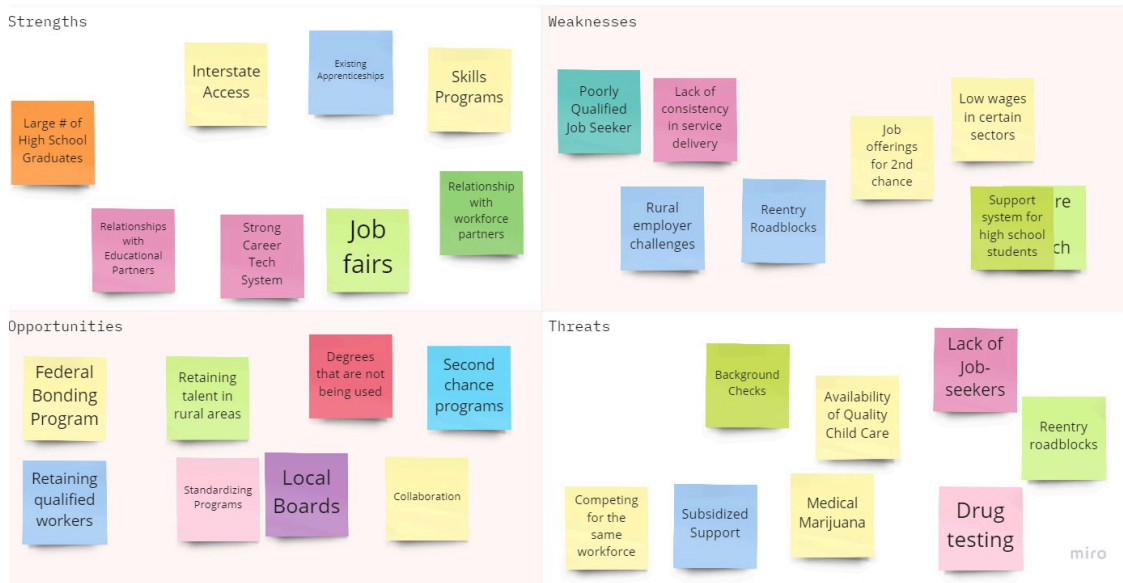 Strengths
Interstate
Access
Existing
Apprenticeships
Skills
Programs
Large # of
High School
Graduates
Relationships
with
Educational
Partners
Strong
Career
Tech
System
Job
fairs
Relationship
with
workforce
partners
Weaknesses
Poorly
Qualified
Job Seeker
Lack of
consistency
in service
delivery
Low wages
in certain
sectors
Job
offerings
for 2nd
chance
Rural
employer
challenges
Reentry
Roadblocks
Support
system for
high school
students
re
ch
Opportunities
Federal
Bonding
Program
Retaining
talent in
rural areas
Degrees
that are not
being used
Second
chance
programs
Retaining
qualified
workers
Standardizing
Programs
Local
Boards
Collaboration
Threats
Background
Checks
Availability
of Quality
Child Care
Lack of
Job-
seekers
Reentry
roadblocks
Competing
for the
same
workforce
Subsidized
Support
Medical
Marijuana
Drug
testing
miro